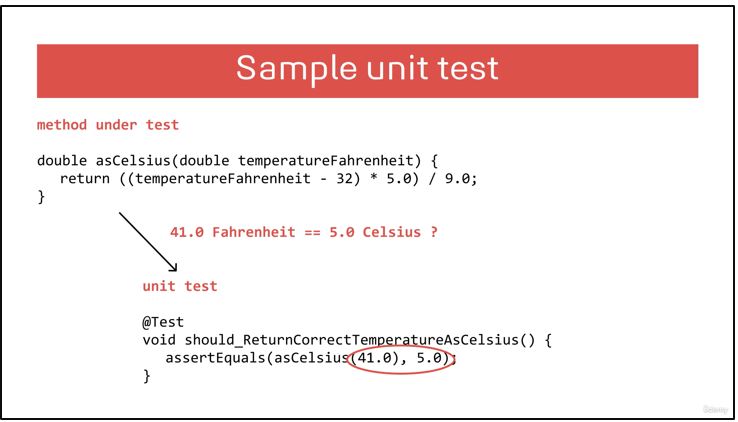 Sample unit test
method under test
double asCelsius(double temperatureFahrenheit) {
return ((temperatureFahrenheit - 32) * 5.0) / 9.0;
}
41.0 Fahrenheit == 5.0 Celsius ?
unit test
@Test
void should_ReturnCorrectTemperatureAsCelsius() {
assertEquals(asCelsius(41.0), 5.0);
}
Udemy